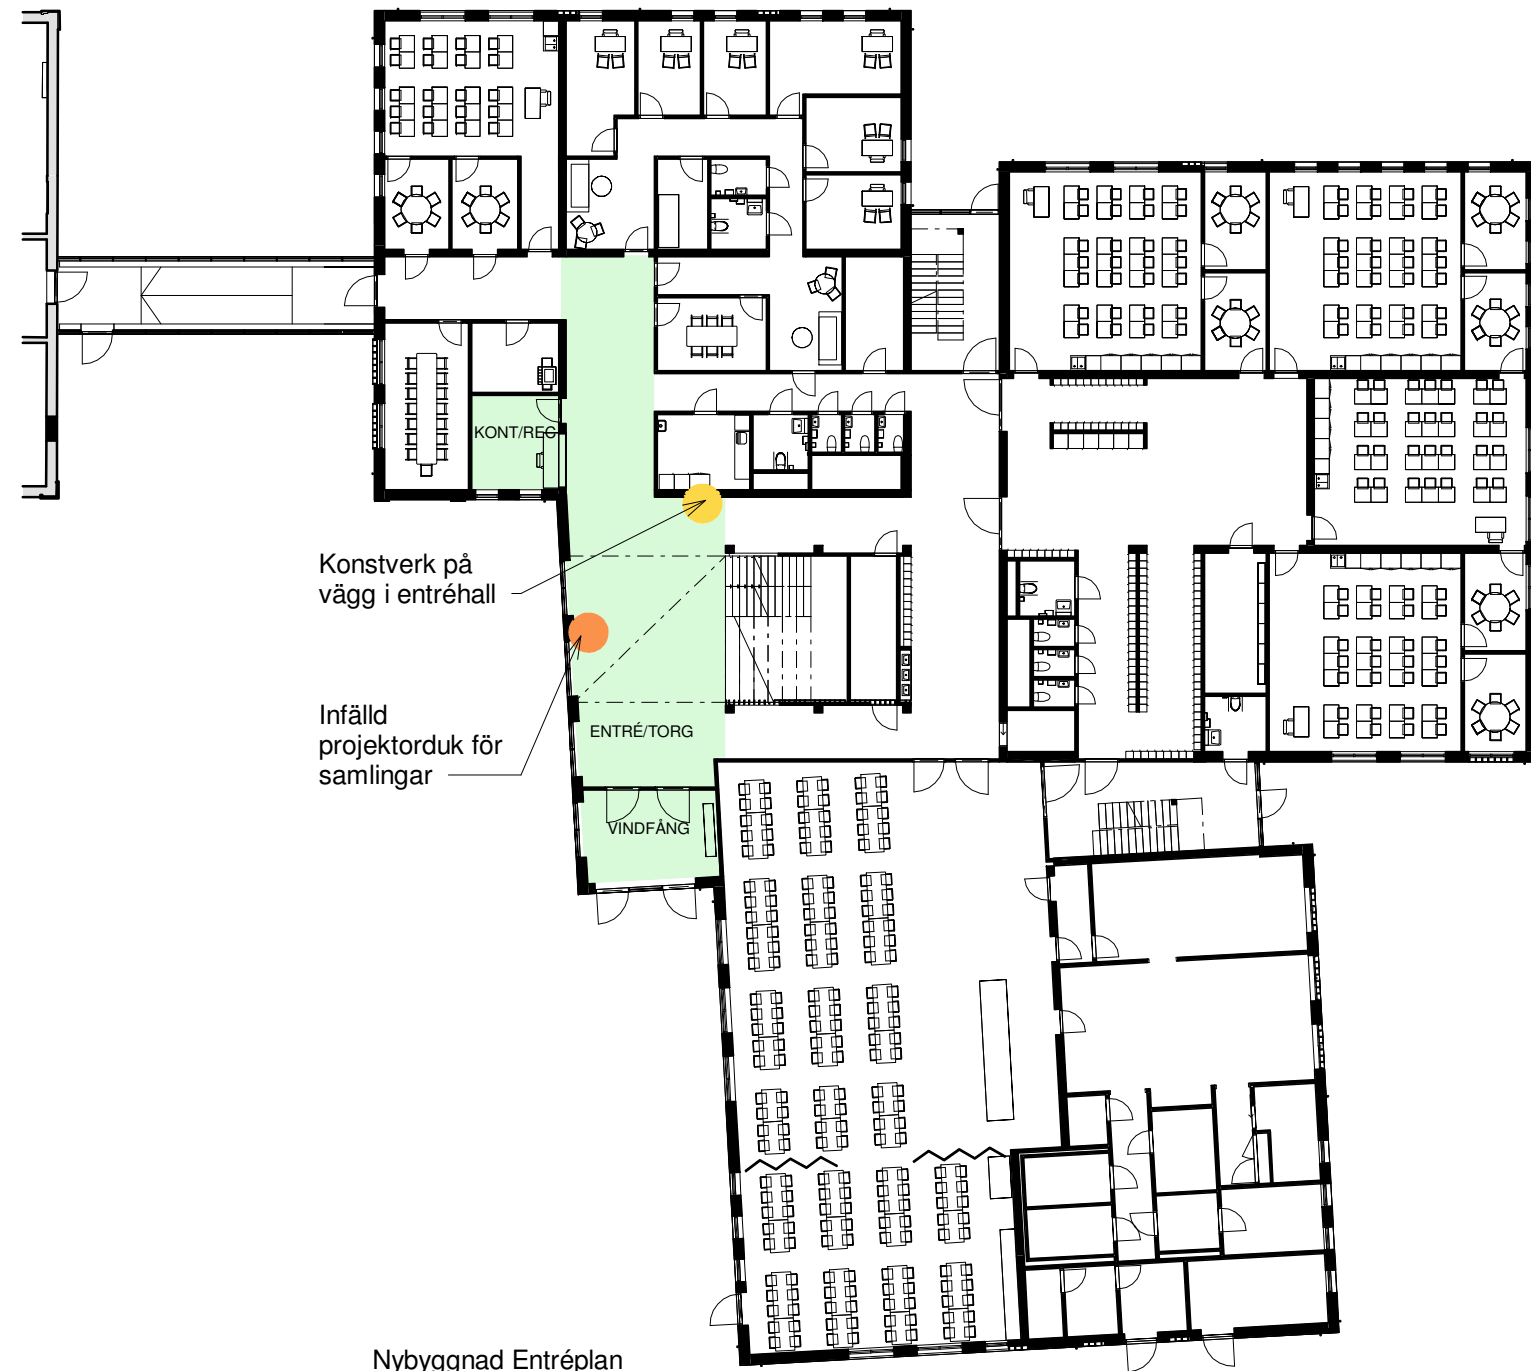 KONT/REC
Konstverk på
vägg i entréhall
Infälld
projektorduk för
samlingar
ENTRÉ/TORG
VINDFÅNG
Nybyggnad Entréplan